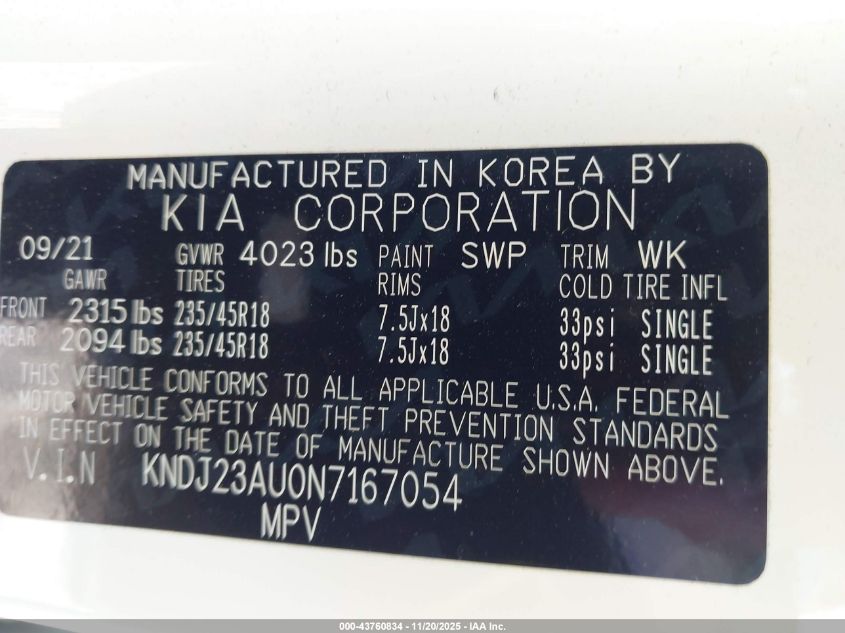 MANUFACTURED IN KOREA BY
KIA CORPORATION
09/21 GVWR 4023 lbs PAINT SWP TRIM WK
GAWR TIRES RIMS COLD TIRE INFL
FRONT 2315 lbs 235/45R18 7.5Jx18 33psi SINGLE
REAR 2094 lbs 235/45R18 7.5Jx18 33psi SINGLE
THIS VEHICLE CONFORMS TO ALL APPLICABLE U.S.A. FEDERAL
MOTOR VEHICLE SAFETY AND THEFT PREVENTION STANDARDS
IN EFFECT ON THE DATE OF MANUFACTURE SHOWN ABOVE.
V.I.N KNDJ23AU0N7167054
MPV
000-43760834 - 11/20/2025 - IAA Inc.